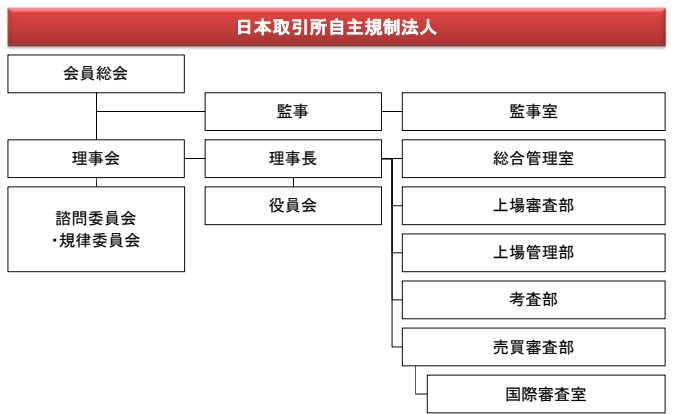 日本取引所自主規制法人
会員総会
監事
監事室
理事会
理事長
総合管理室
諮問委員会
・規律委員会
役員会
上場審査部
上場管理部
考査部
売買審査部
国際審査室